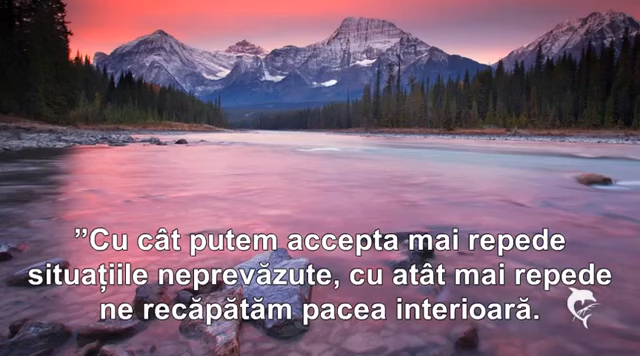 ”Cu cât putem accepta mai repede
situațiile neprevăzute, cu atât mai repede
ne recăpătăm pacea interioară.